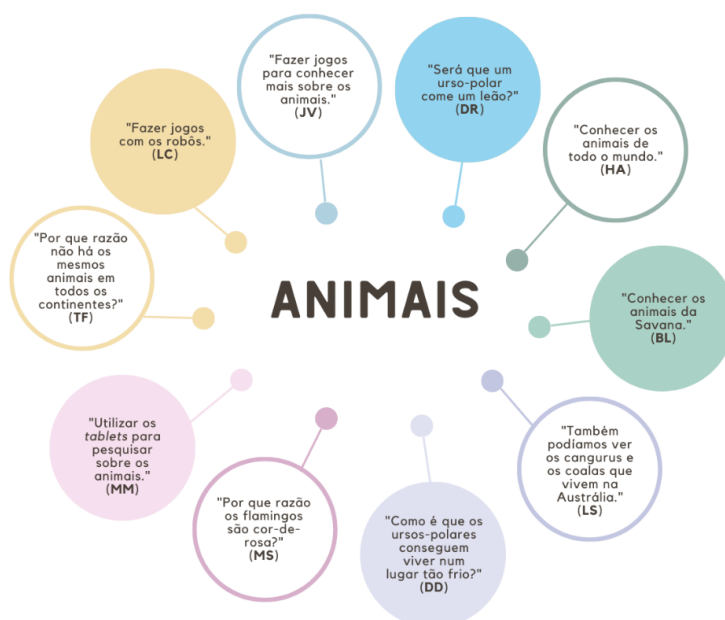 "Fazer jogos
para conhecer
mais sobre os
animais."
(JV)
"Será que um
urso-polar
come um leão?"
(DR)
"Fazer jogos
com os robôs."
(LC)
"Conhecer os
animais de
todo o mundo."
(HA)
"Por que razão
não há os
mesmos
animais em
todos os
continentes?"
(TF)
ANIMAIS
"Conhecer os
animais da
Savana."
(BL)
"Utilizar os
tablets para
pesquisar
sobre os
animais."
(MM)
"Também
podíamos ver
os cangurus e
os coalas que
vivem na
Austrália."
(LS)
"Por que razão
os flamingos
são cor-de-
rosa?"
(MS)
"Como é que os
ursos-polares
conseguem
viver num
lugar tão frio?"
(DD)